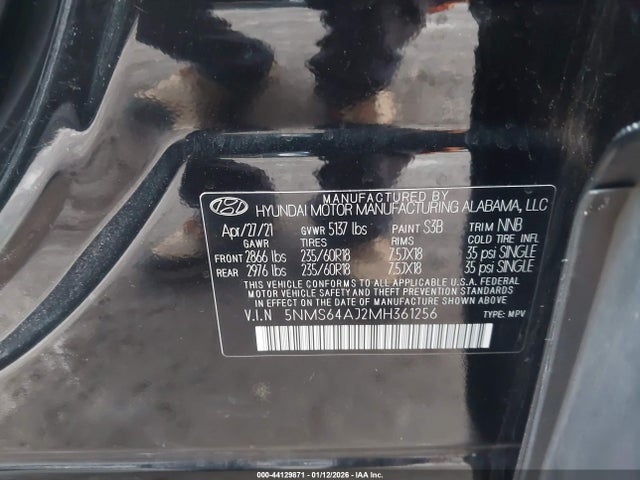 MANUFACTURED BY
HYUNDAI MOTOR MANUFACTURING ALABAMA, LLC
Apr/27/21 GVWR 5137 lbs PAINT S3B TRIM NNB
GAWR TIRES RIMS COLD TIRE INFL
FRONT 2866 lbs 235/60R18 7.5JX18 35 psi SINGLE
REAR 2976 lbs 235/60R18 7.5JX18 35 psi SINGLE
THIS VEHICLE CONFORMS TO ALL APPLICABLE U.S.A. FEDERAL
MOTOR VEHICLE SAFETY AND THEFT PREVENTION STANDARDS
IN EFFECT ON THE DATE OF MANUFACTURE SHOWN ABOVE.
V.I.N 5NMS64AJ2MH361256 TYPE: MPV
000-44129871 - 01/12/2026 - IAA Inc.